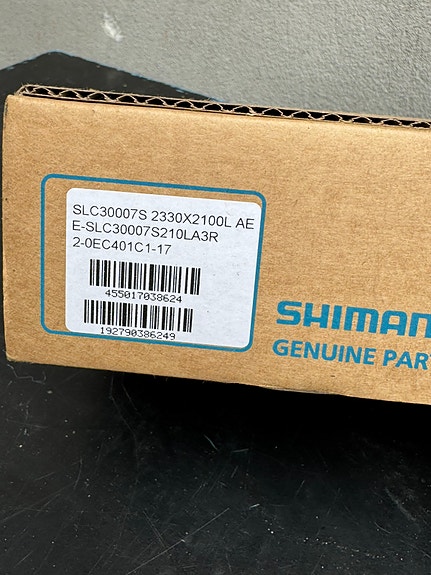 SLC30007S 2330X2100L AE
E-SLC30007S210LA3R
2-0EC401C1-17
455017038624
192790386249
SHIMAN
GENUINE PAR